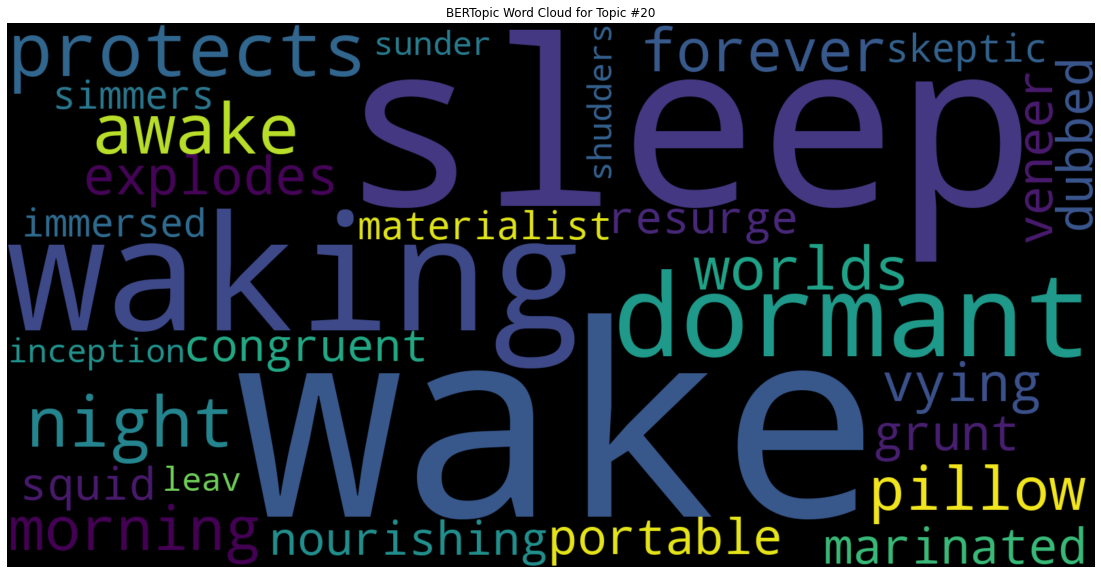 BERTopic Word Cloud for Topic #20
protects
sunder
sleep
shudders
forever
skeptic
simmers
awake
veneer
dubbed
explodes
immersed
materialist
resurge
waking
worlds
dormant
inception
congruent
wake
vying
night
grunt
squid
leav
pillow
morning
nourishing
portable
marinated